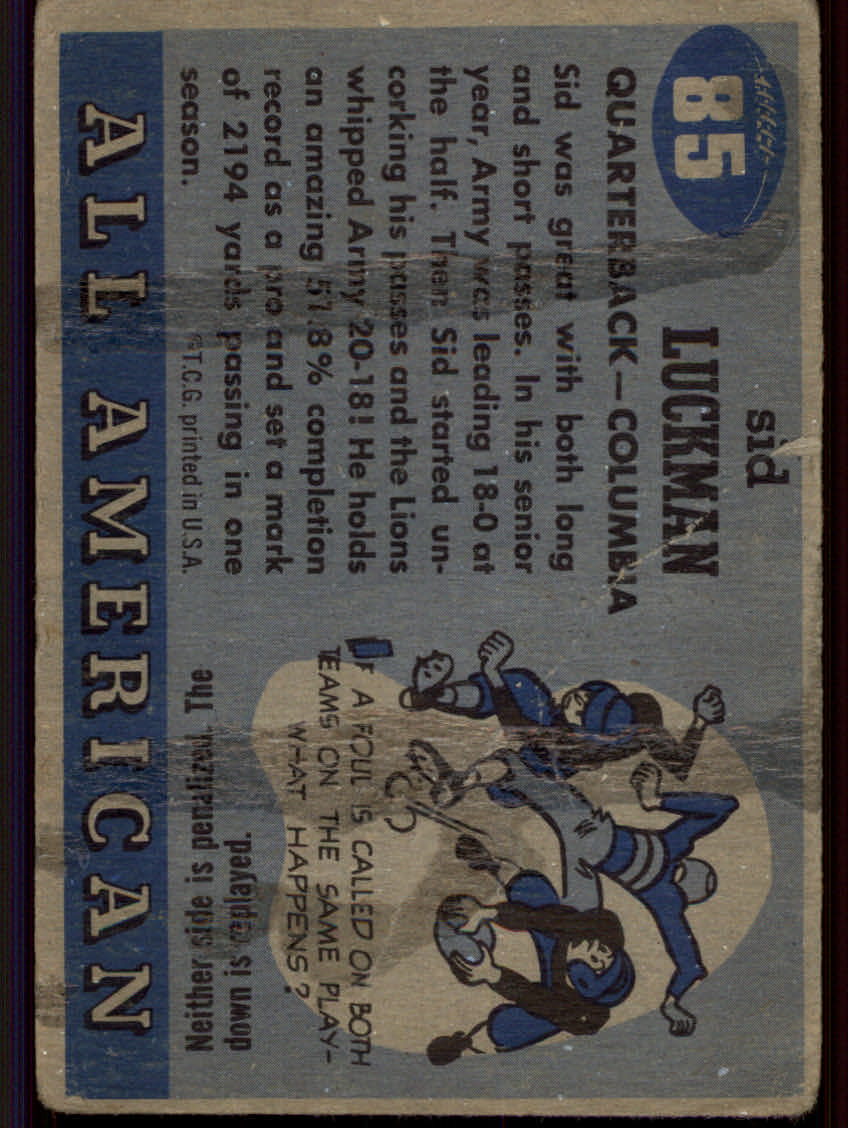 85
sid
LUCKMAN
QUARTERBACK—COLUMBIA
Sid was great with both long
and short passes. In his senior
year, Army was leading 18-0 at
the half. Then Sid started un-
corking his passes and the Lions
whipped Army 20-18! He holds
an amazing 51.8% completion
record as a pro and set a mark
of 2194 yards passing in one
season.
©T.C.G. printed in U.S.A.
IF A FOUL IS CALLED ON BOTH
TEAMS ON THE SAME PLAY-
WHAT HAPPENS?
Neither side is penalized. The
down is replayed.
ALL AMERICAN